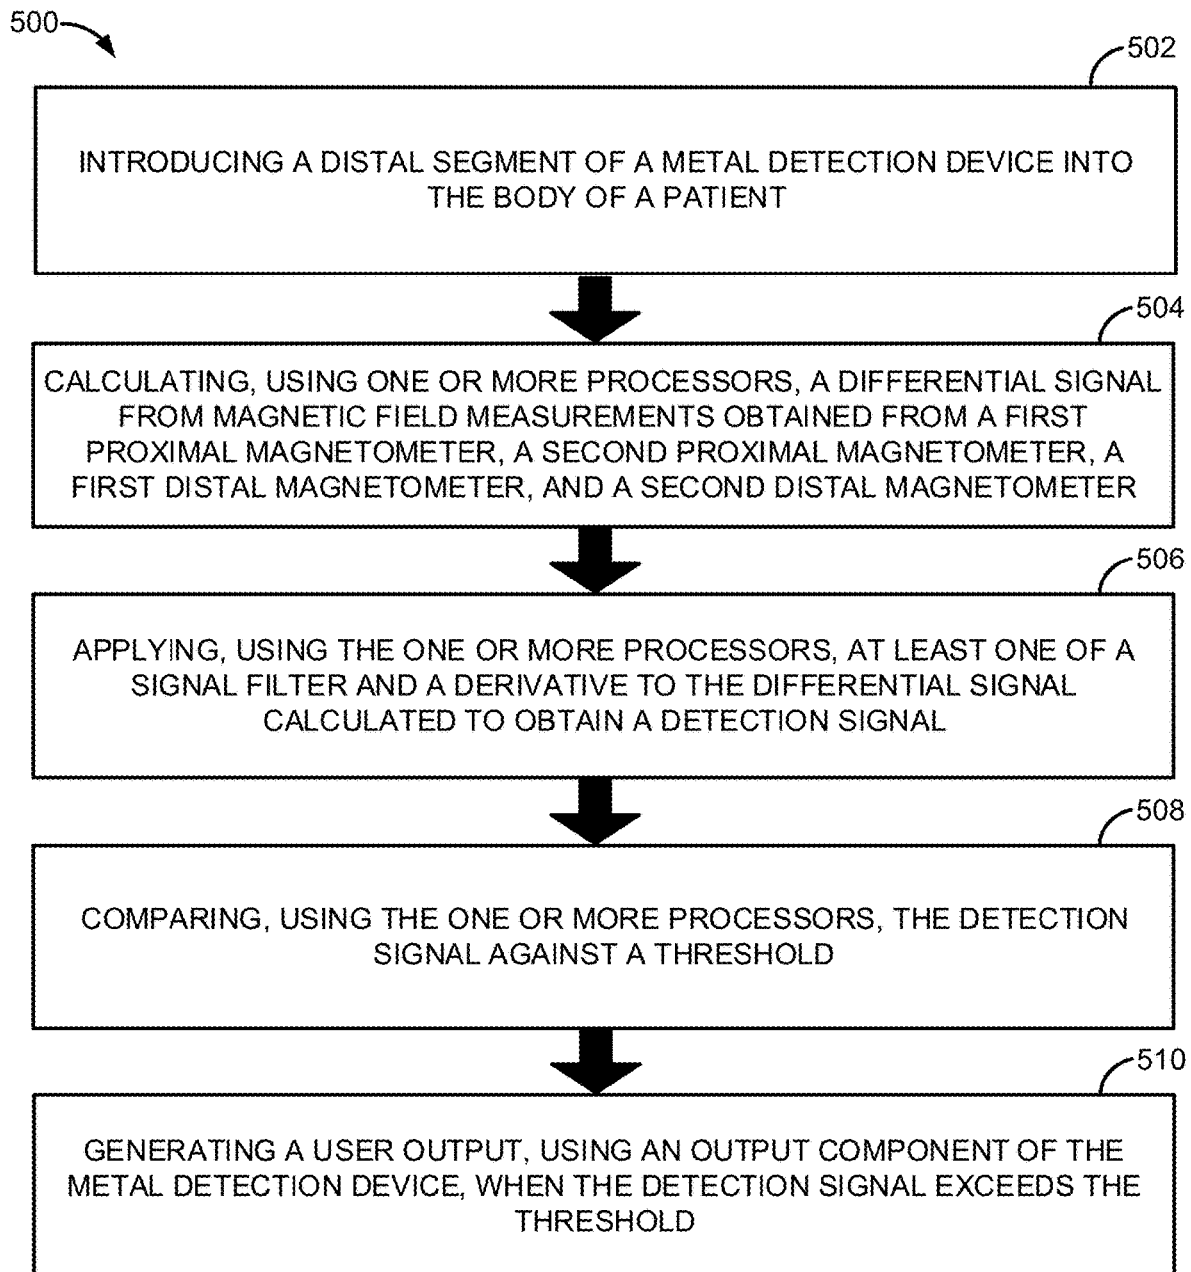 500
502
INTRODUCING A DISTAL SEGMENT OF A METAL DETECTION DEVICE INTO
THE BODY OF A PATIENT
504
CALCULATING, USING ONE OR MORE PROCESSORS, A DIFFERENTIAL SIGNAL
FROM MAGNETIC FIELD MEASUREMENTS OBTAINED FROM A FIRST
PROXIMAL MAGNETOMETER, A SECOND PROXIMAL MAGNETOMETER, A
FIRST DISTAL MAGNETOMETER, AND A SECOND DISTAL MAGNETOMETER
506
APPLYING, USING THE ONE OR MORE PROCESSORS, AT LEAST ONE OF A
SIGNAL FILTER AND A DERIVATIVE TO THE DIFFERENTIAL SIGNAL
CALCULATED TO OBTAIN A DETECTION SIGNAL
508
COMPARING, USING THE ONE OR MORE PROCESSORS, THE DETECTION
SIGNAL AGAINST A THRESHOLD
510
GENERATING A USER OUTPUT, USING AN OUTPUT COMPONENT OF THE
METAL DETECTION DEVICE, WHEN THE DETECTION SIGNAL EXCEEDS THE
THRESHOLD